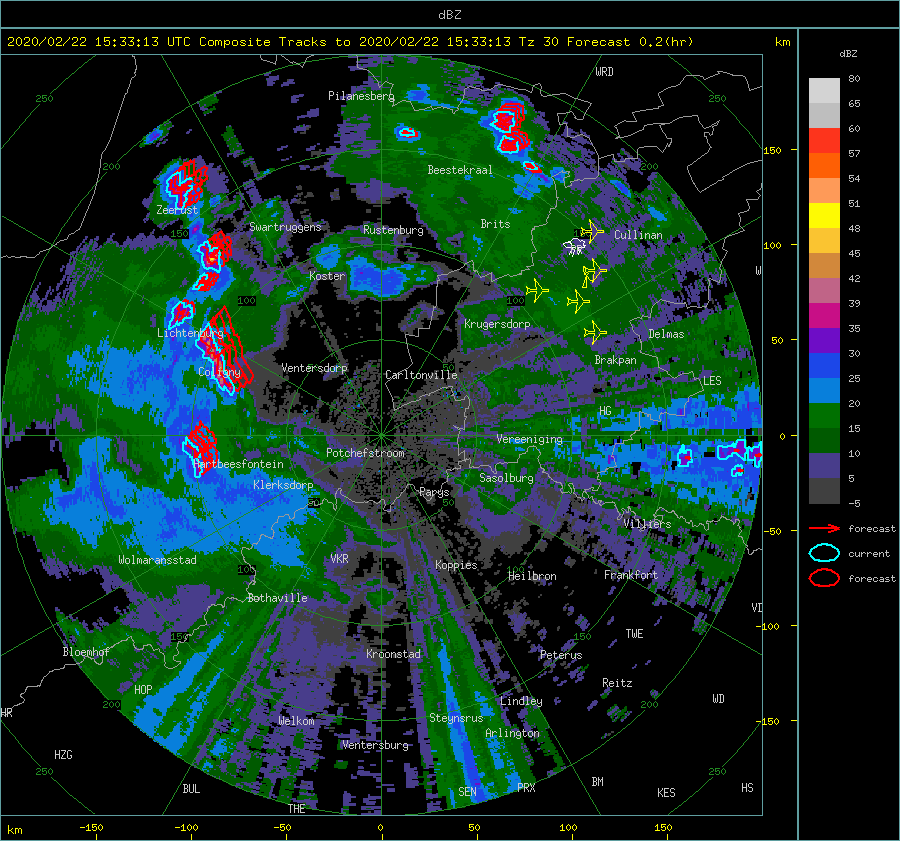 dBZ
2020/02/22 15:33:13 UTC Composite Tracks to 2020/02/22 15:33:13 Tz 30 Forecast 0.2(hr) km
dBZ
WRD
250 Pilanesberg 250
80
65
60
57
54
51
48
45
42
39
35
30
25
20
15
10
5
-5
150
200 Beestekraal 200
Zeerust
150 Swartruggens Rustenburg Brits Cullinan
100
Koster W
100 100
Lichtenburg Krugersdorp Delmas
50
Coligny Ventersdorp Carltonville Brakpan
LES
HG
0
Vereeniging
Potchefstroom
Hartbeesfontein
Klerksdorp Sasolburg
50 Parys 50
Villiers
-50
forecast
current
forecast
Wolmaransstad VKR Koppies
100 Heilbron 100 Frankfort
Bothaville VI
-100
150 150 TWE
Bloemhof Kroonstad Peterus
HOP Reitz
200 Lindley 200 WD
HR Welkom Steynsrus
-150
Arlington
HZG Ventersburg
250 250
BUL SEN PRX BM KES HS
THE
km -150 -100 -50 0 50 100 150